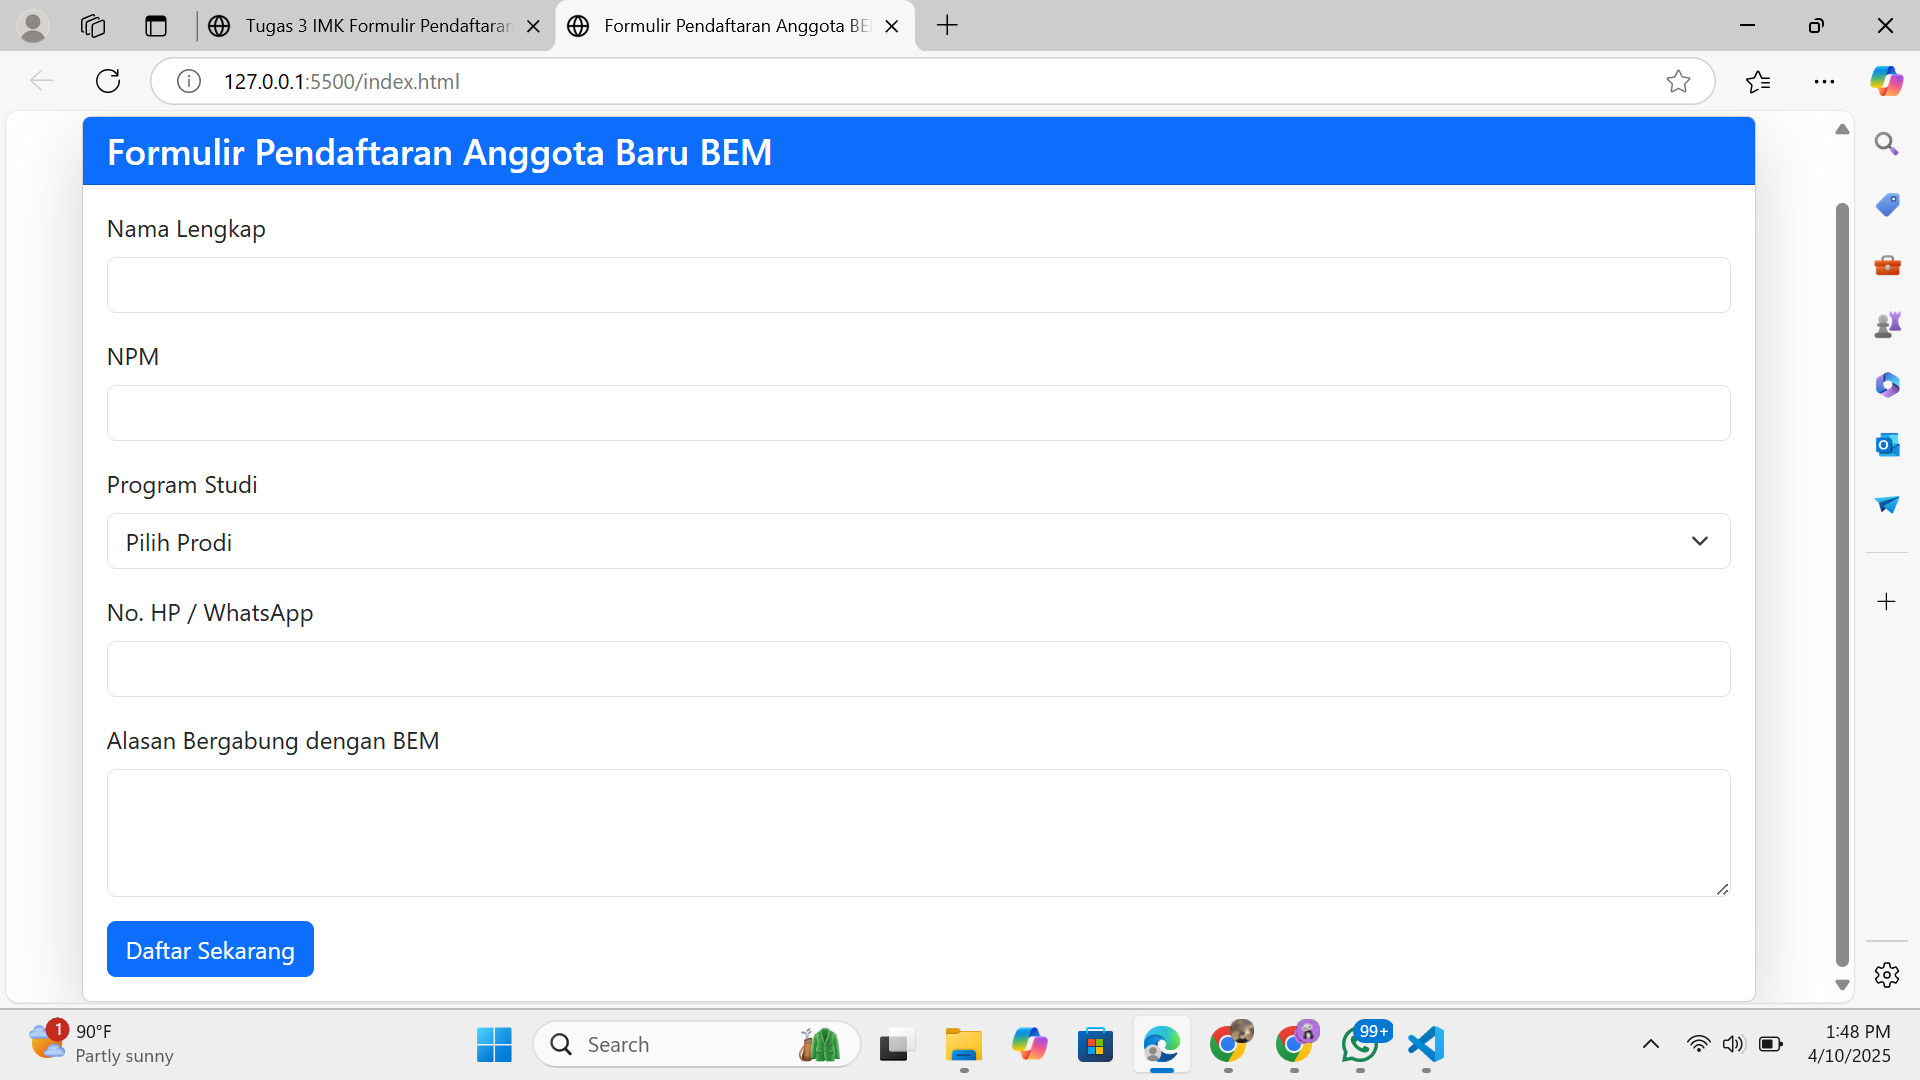 Tugas 3 IMK Formulir Pendaftaran
Formulir Pendaftaran Anggota BE
127.0.0.1:5500/index.html
Formulir Pendaftaran Anggota Baru BEM
Nama Lengkap
NPM
Program Studi
Pilih Prodi
No. HP / WhatsApp
Alasan Bergabung dengan BEM
Daftar Sekarang
1
90°F
Partly sunny
Search
99+
1:48 PM
4/10/2025